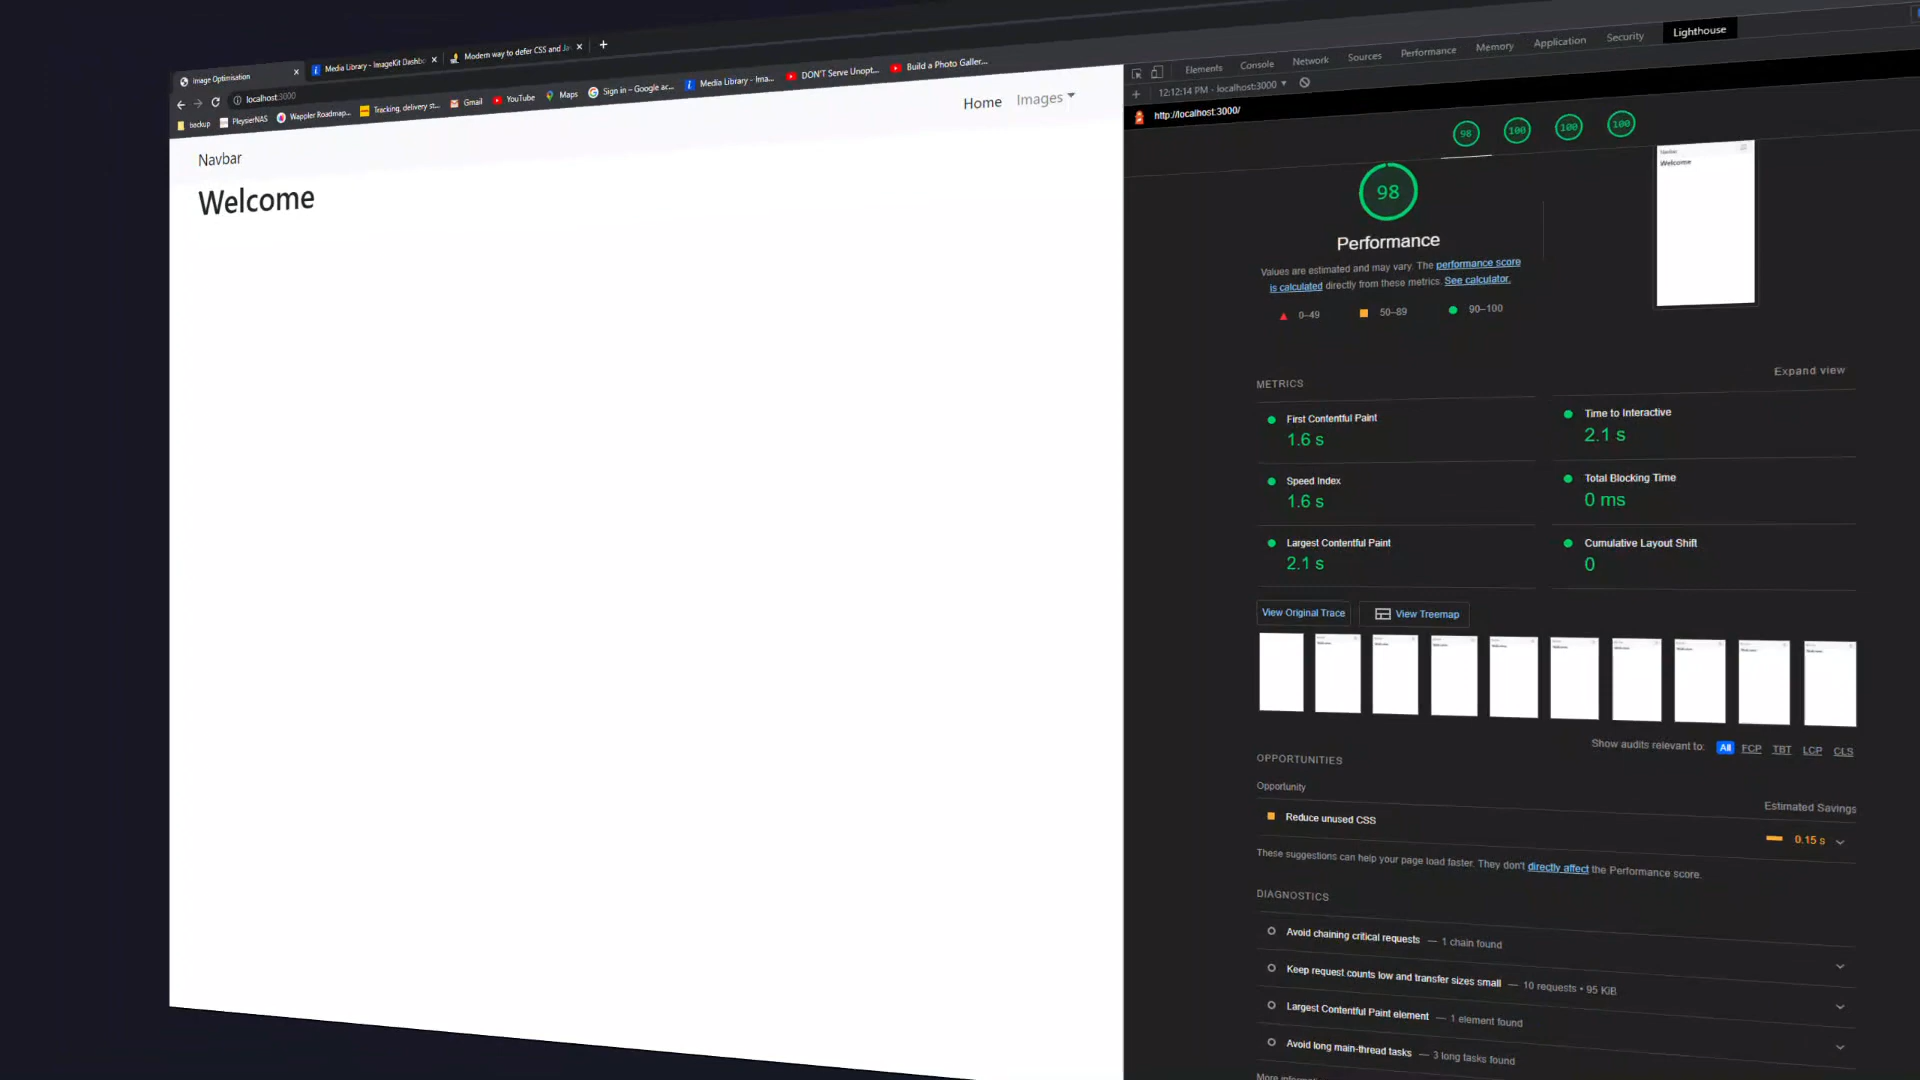 Image Optimisation
Media Library - ImageKit Dashbo
Modern way to defer CSS and Ja
localhost:3000
backup
PleysierNAS
Wappler Roadmap...
Tracking, delivery st...
Gmail
YouTube
Maps
Sign in – Google ac...
Media Library - Ima...
DON'T Serve Unopt...
Build a Photo Galler...
Navbar
Home
Images
Welcome
Elements
Console
Network
Sources
Performance
Memory
Application
Security
Lighthouse
12:12:14 PM - localhost:3000
http://localhost:3000/
98
100
100
100
98
Performance
Values are estimated and may vary. The performance score
is calculated directly from these metrics. See calculator.
0–49
50–89
90–100
Navbar
Welcome
METRICS
Expand view
First Contentful Paint
1.6 s
Time to Interactive
2.1 s
Speed Index
1.6 s
Total Blocking Time
0 ms
Largest Contentful Paint
2.1 s
Cumulative Layout Shift
0
View Original Trace
View Treemap
Show audits relevant to: All FCP TBT LCP CLS
OPPORTUNITIES
Opportunity
Estimated Savings
Reduce unused CSS
0.15 s
These suggestions can help your page load faster. They don't directly affect the Performance score.
DIAGNOSTICS
Avoid chaining critical requests — 1 chain found
Keep request counts low and transfer sizes small — 10 requests • 95 KiB
Largest Contentful Paint element — 1 element found
Avoid long main-thread tasks — 3 long tasks found